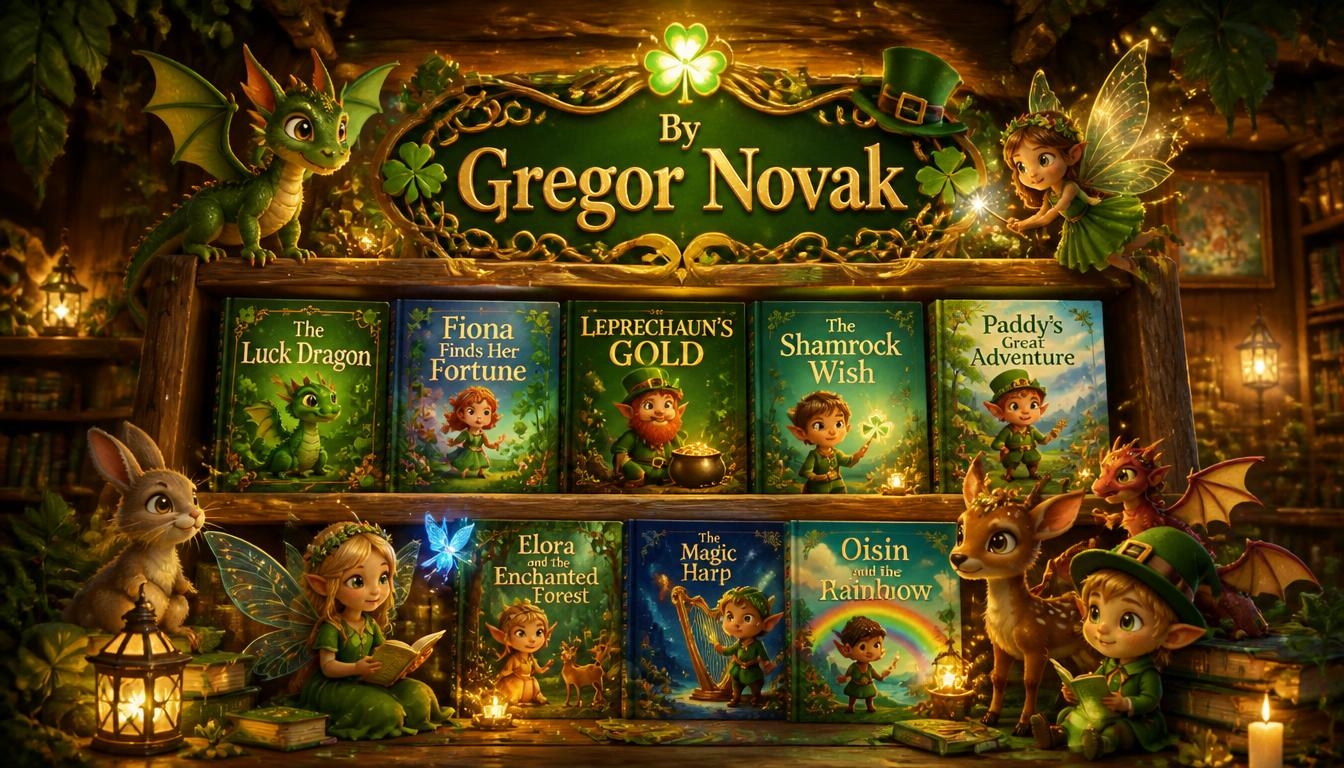 By
Gregor Novak
The
Luck Dragon
Fiona
Finds Her
Fortune
LEPRECHAUN'S
GOLD
The
Shamrock
Wish
Paddy's
Great
Adventure
Elora
and the
Enchanted
Forest
The
Magic
Harp
Oisin
and the
Rainbow